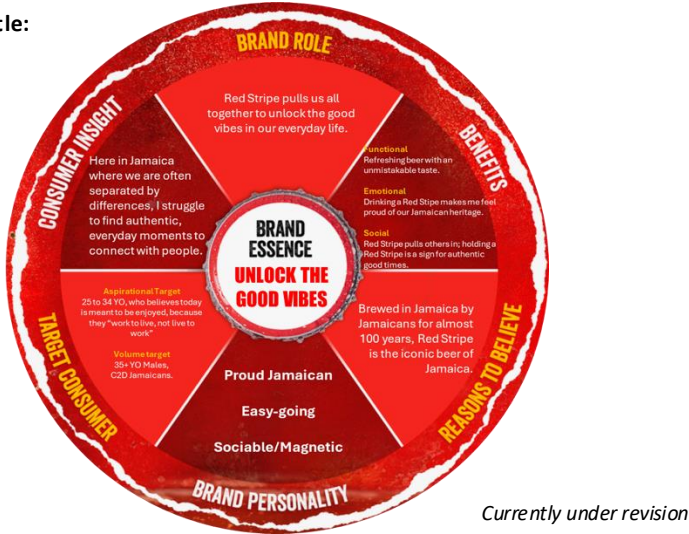 tle:
BRAND ROLE
Red Stripe pulls us all
together to unlock the good
vibes in our everyday life.
CONSUMER INSIGHT
Here in Jamaica
where we are often
separated by
differences, I struggle
to find authentic,
everyday moments to
connect with people.
BENEFITS
Functional
Refreshing beer with an
unmistakable taste.
Emotional
Drinking a Red Stripe makes me feel
proud of our Jamaican heritage.
Social
Red Stripe pulls others in; holding a
Red Stripe is a sign for authentic
good times.
BRAND
ESSENCE
UNLOCK THE
GOOD VIBES
TARGET CONSUMER
Aspirational Target
25 to 34 YO, who believes today
is meant to be enjoyed, because
they “work to live, not live to
work”
Volume target
35+ YO Males,
C2D Jamaicans.
Brewed in Jamaica by
Jamaicans for almost
100 years, Red Stripe
is the iconic beer of
Jamaica.
REASONS TO BELIEVE
Proud Jamaican
Easy-going
Sociable/Magnetic
BRAND PERSONALITY
Currently under revision